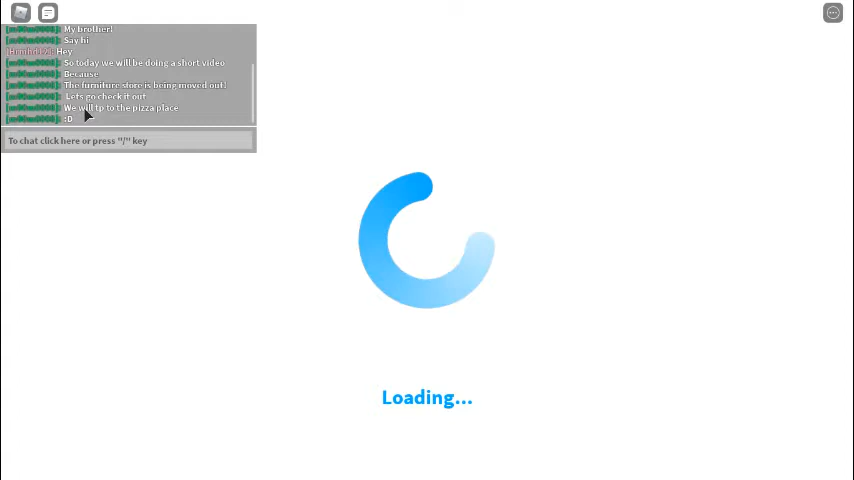 My brother!
Say hi
Hey
So today we will be doing a short video
Because
The furniture store is being moved out!
Lets go check it out
We will tp to the pizza place
:D
To chat click here or press "/" key
Loading...